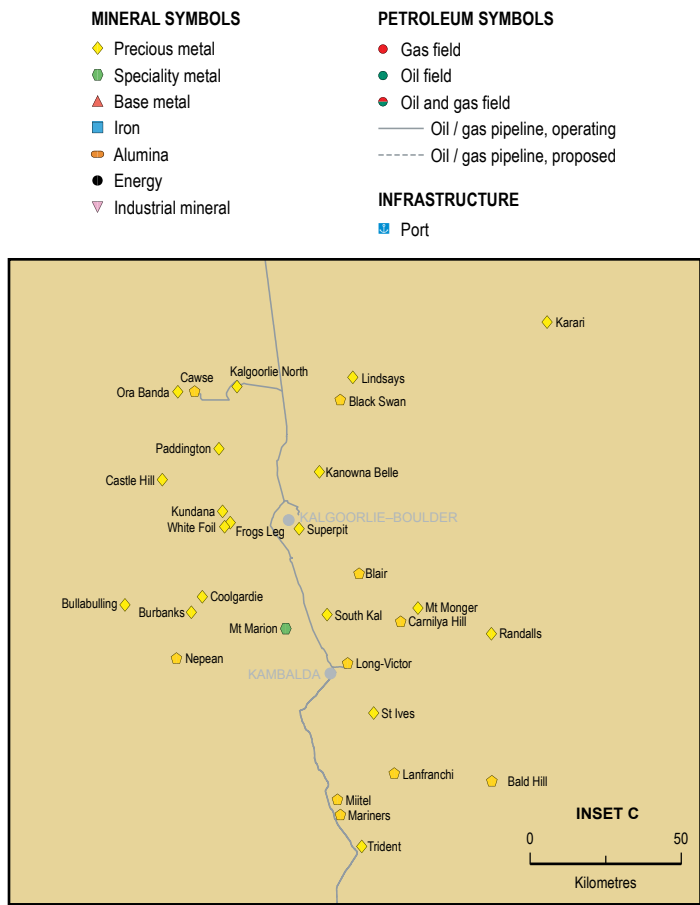 MINERAL SYMBOLS
Precious metal
Speciality metal
Base metal
Iron
Alumina
Energy
Industrial mineral
PETROLEUM SYMBOLS
Gas field
Oil field
Oil and gas field
Oil / gas pipeline, operating
Oil / gas pipeline, proposed
INFRASTRUCTURE
Port
Karari
Kalgoorlie North
Cawse
Lindsays
Ora Banda
Black Swan
Paddington
Kanowna Belle
Castle Hill
Kundana
KALGOORLIE–BOULDER
White Foil
Frogs Leg
Superpit
Blair
Coolgardie
Bullabulling
Burbanks
Mt Monger
South Kal
Carnilya Hill
Mt Marion
Randalls
Nepean
Long-Victor
KAMBALDA
St Ives
Lanfranchi
Bald Hill
Miitel
Mariners
Trident
INSET C
0
50
Kilometres